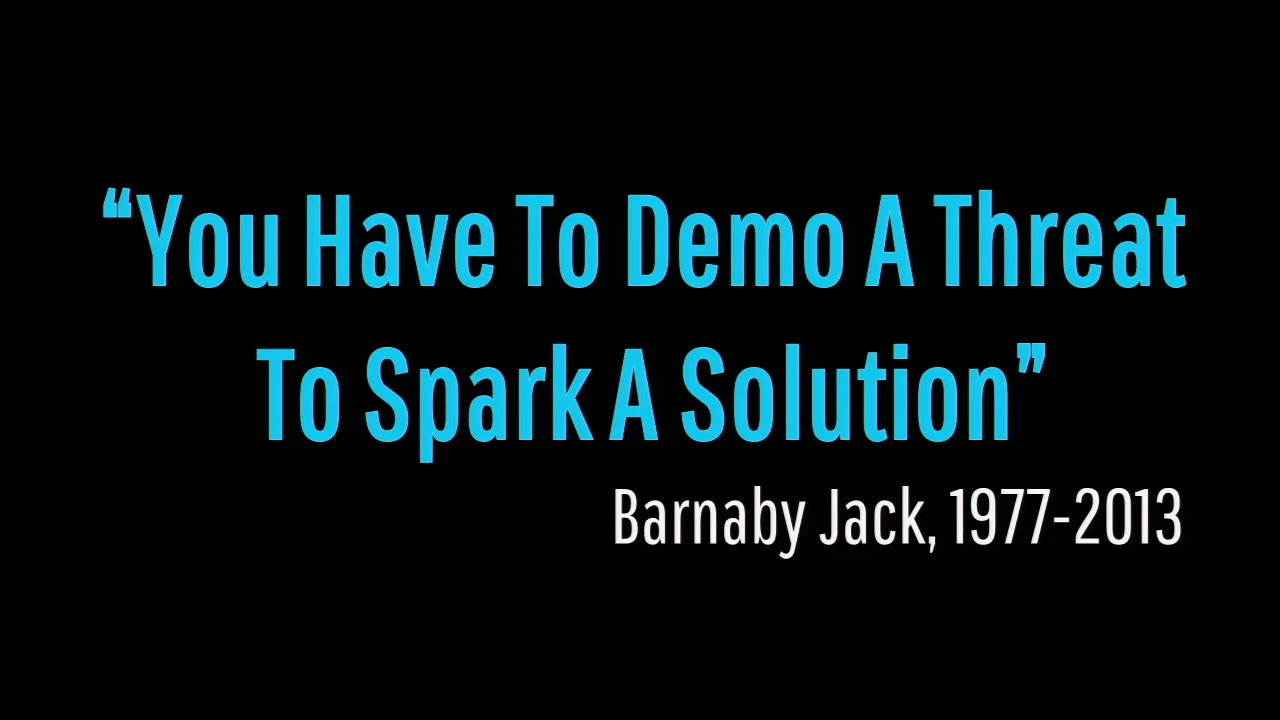 “You Have To Demo A Threat
To Spark A Solution”
Barnaby Jack, 1977-2013